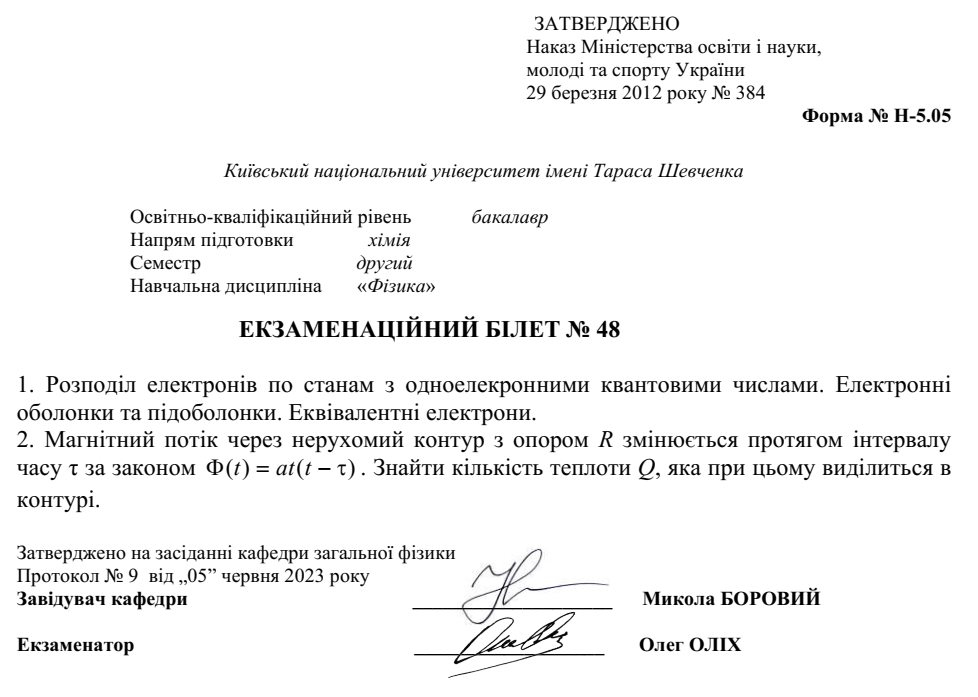 ЗАТВЕРДЖЕНО
Наказ Міністерства освіти і науки,
молоді та спорту України
29 березня 2012 року № 384
Форма № Н-5.05
Київський національний університет імені Тараса Шевченка
Освітньо-кваліфікаційний рівень бакалавр
Напрям підготовки хімія
Семестр другий
Навчальна дисципліна «Фізика»
ЕКЗАМЕНАЦІЙНИЙ БІЛЕТ № 48
1. Розподіл електронів по станам з одноелекронними квантовими числами. Електронні
оболонки та підоболонки. Еквівалентні електрони.
2. Магнітний потік через нерухомий контур з опором R змінюється протягом інтервалу
часу τ за законом Φ(t) = at(t − τ) . Знайти кількість теплоти Q, яка при цьому виділиться в
контурі.
Затверджено на засіданні кафедри загальної фізики
Протокол № 9 від „05” червня 2023 року
Завідувач кафедри Микола БОРОВИЙ
Екзаменатор Олег ОЛІХ